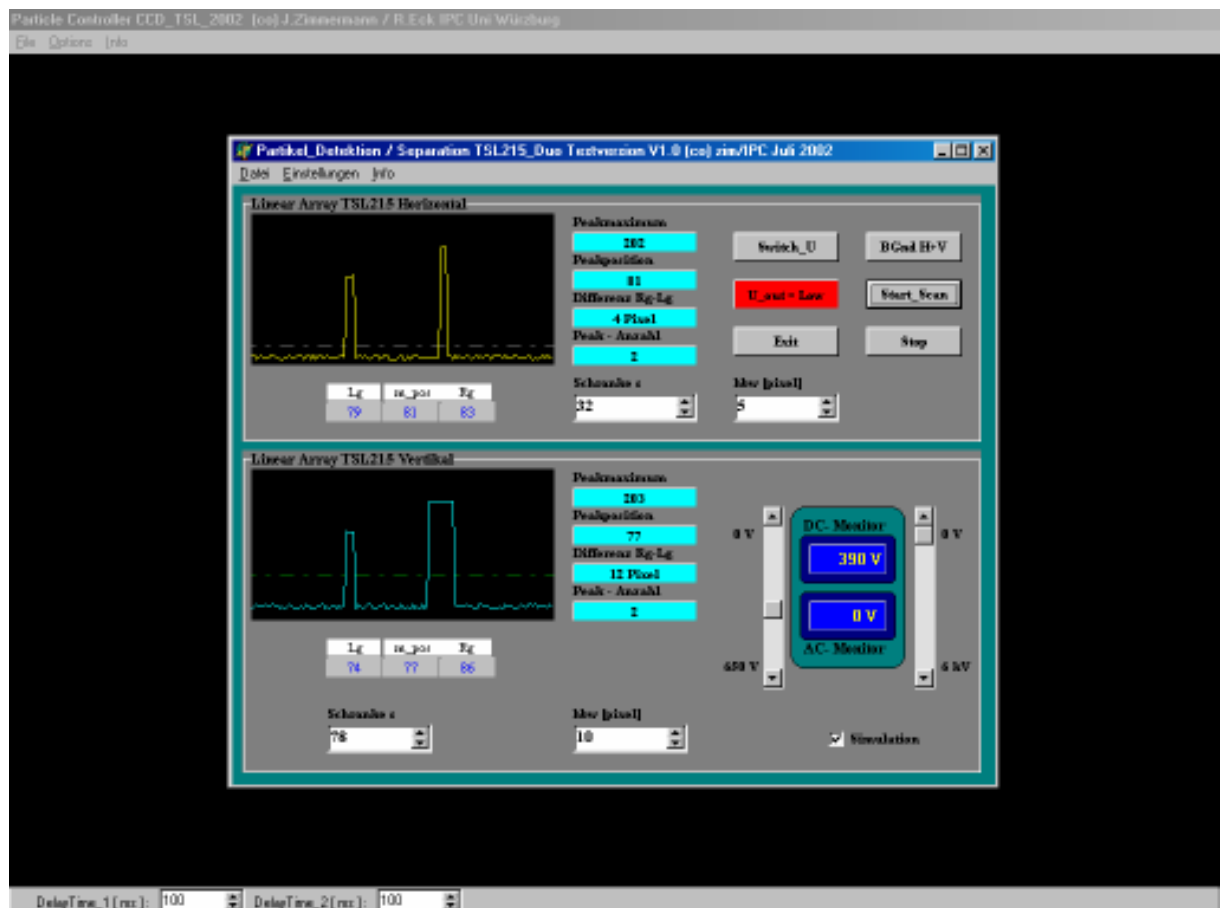 Particle Controller CCD_TSL_2002 (co) J.Zimmermann / R.Eck IPC Uni Würzburg
File Options Info
Partikel_Detektion / Separation TSL215_Duo Testversion V1.0 (co) zim/IPC Juli 2002
Datei Einstellungen Info
Linear Array TSL215 Horizontal
Peakmaximum
202
Peakposition
81
Differenz Rg-Lg
4 Pixel
Peak - Anzahl
2
Switch_U
BGnd H+V
U_out = Low
Start_Scan
Exit
Stop
Lg m_pos Rg
79 81 83
Schranke s
32
hbw [pixel]
5
Linear Array TSL215 Vertikal
Peakmaximum
203
Peakposition
77
Differenz Rg-Lg
12 Pixel
Peak - Anzahl
2
Lg m_pos Rg
74 77 86
Schranke s
78
hbw [pixel]
10
0 V
650 V
DC- Monitor
390 V
0 V
AC- Monitor
0 V
6 kV
Simulation
DelayTime_1[ms]: 100 DelayTime_2[ms]: 100